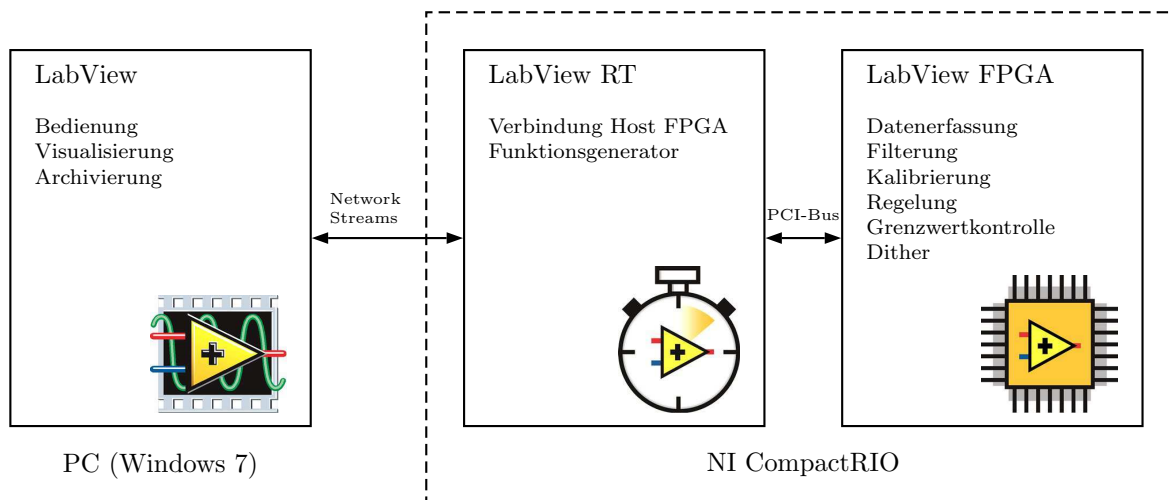 LabView
Bedienung
Visualisierung
Archivierung
PC (Windows 7)
Network
Streams
LabView RT
Verbindung Host FPGA
Funktionsgenerator
PCI-Bus
LabView FPGA
Datenerfassung
Filterung
Kalibrierung
Regelung
Grenzwertkontrolle
Dither
NI CompactRIO